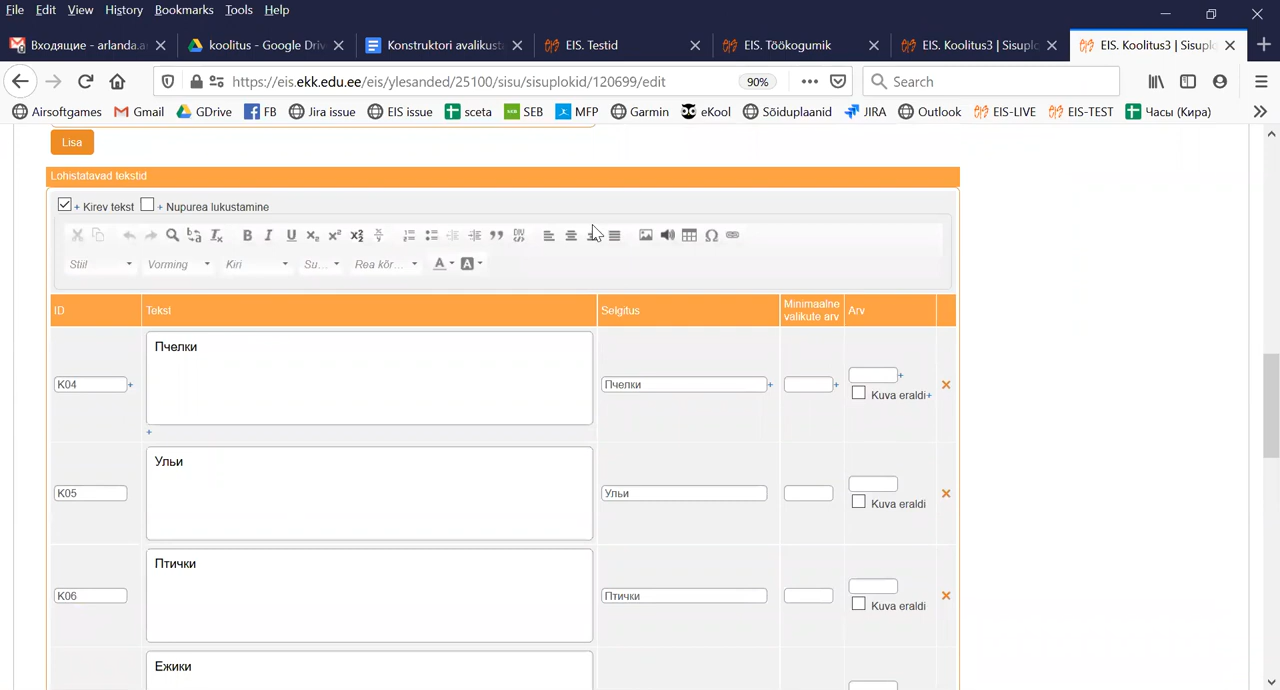 File Edit View History Bookmarks Tools Help
Входящие - arlanda.a
koolitus - Google Driv
Konstruktori avalikusta
EIS. Testid
EIS. Töökogumik
EIS. Koolitus3 | Sisuplo
EIS. Koolitus3 | Sisuplo
https://eis.ekk.edu.ee/eis/ylesanded/25100/sisu/sisuplokid/120699/edit 90% Search
Airsoftgames Gmail GDrive FB Jira issue EIS issue sceta SEB MFP Garmin eKool Sõiduplaanid JIRA Outlook EIS-LIVE EIS-TEST Часы (Кира)
Lisa
Lohistatavad tekstid
+ Kirev tekst + Nupurea lukustamine
Stiil Vorming Kiri Su... Rea kõr...
ID Tekst Selgitus Minimaalne valikute arv Arv
Пчелки
K04 + Пчелки + + +
Kuva eraldi+
+
Ульи
K05 Ульи
Kuva eraldi
Птички
K06 Птички
Kuva eraldi
Ежики